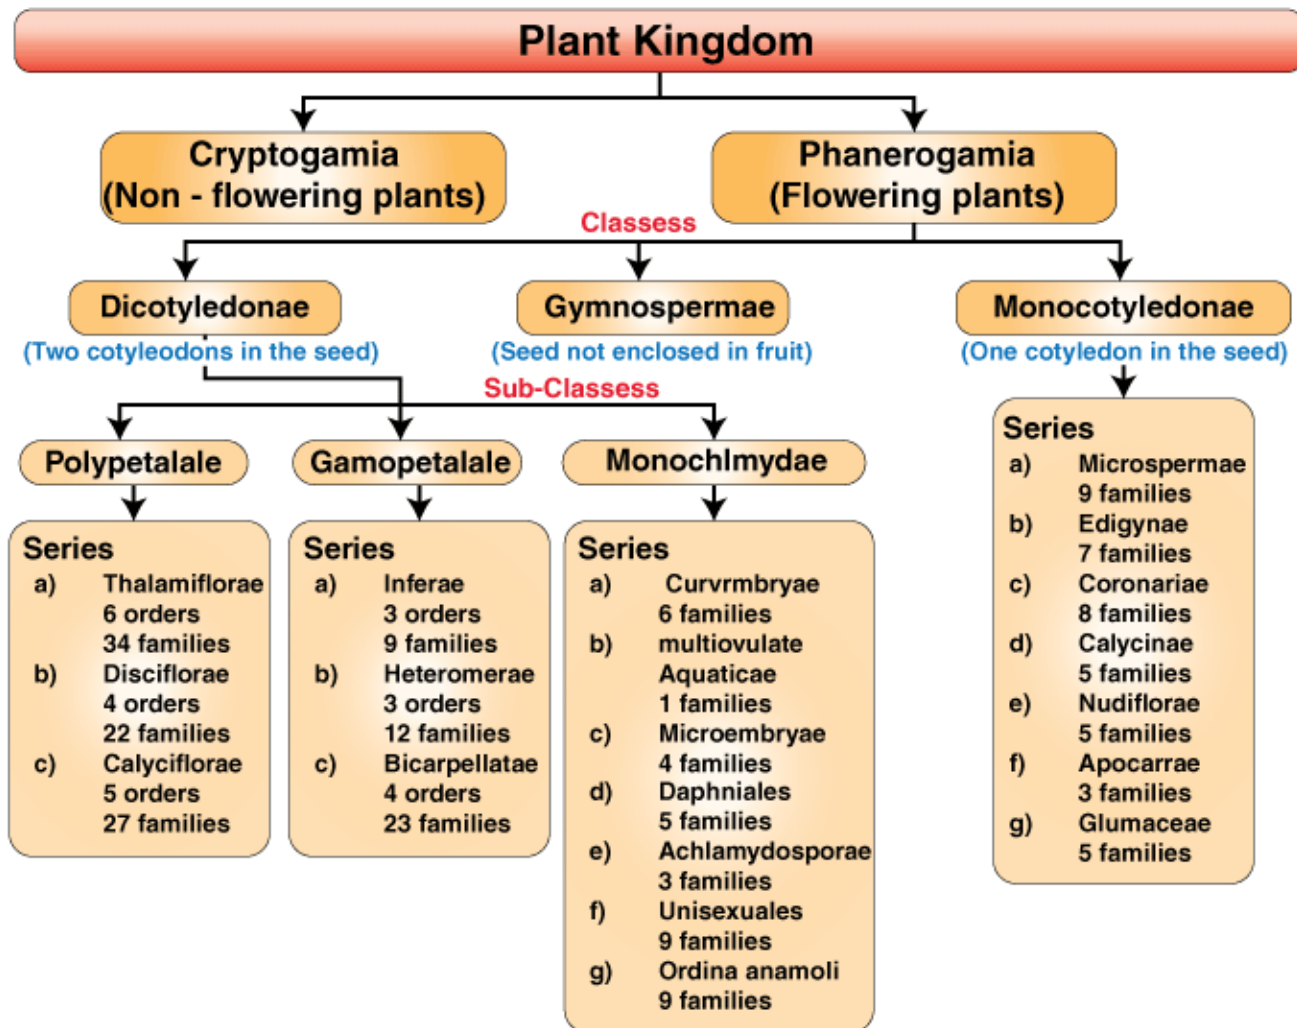 Plant Kingdom
Cryptogamia
(Non - flowering plants)
Phanerogamia
(Flowering plants)
Classess
Dicotyledonae
(Two cotyleodons in the seed)
Gymnospermae
(Seed not enclosed in fruit)
Monocotyledonae
(One cotyledon in the seed)
Sub-Classess
Polypetalale
Gamopetalale
Monochlmydae
Series
a) Thalamiflorae
6 orders
34 families
b) Disciflorae
4 orders
22 families
c) Calyciflorae
5 orders
27 families
Series
a) Inferae
3 orders
9 families
b) Heteromerae
3 orders
12 families
c) Bicarpellatae
4 orders
23 families
Series
a) Curvrmbryae
6 families
b) multiovulate
Aquaticae
1 families
c) Microembryae
4 families
d) Daphniales
5 families
e) Achlamydosporae
3 families
f) Unisexuales
9 families
g) Ordina anamoli
9 families
Series
a) Microspermae
9 families
b) Edigynae
7 families
c) Coronariae
8 families
d) Calycinae
5 families
e) Nudiflorae
5 families
f) Apocarrae
3 families
g) Glumaceae
5 families